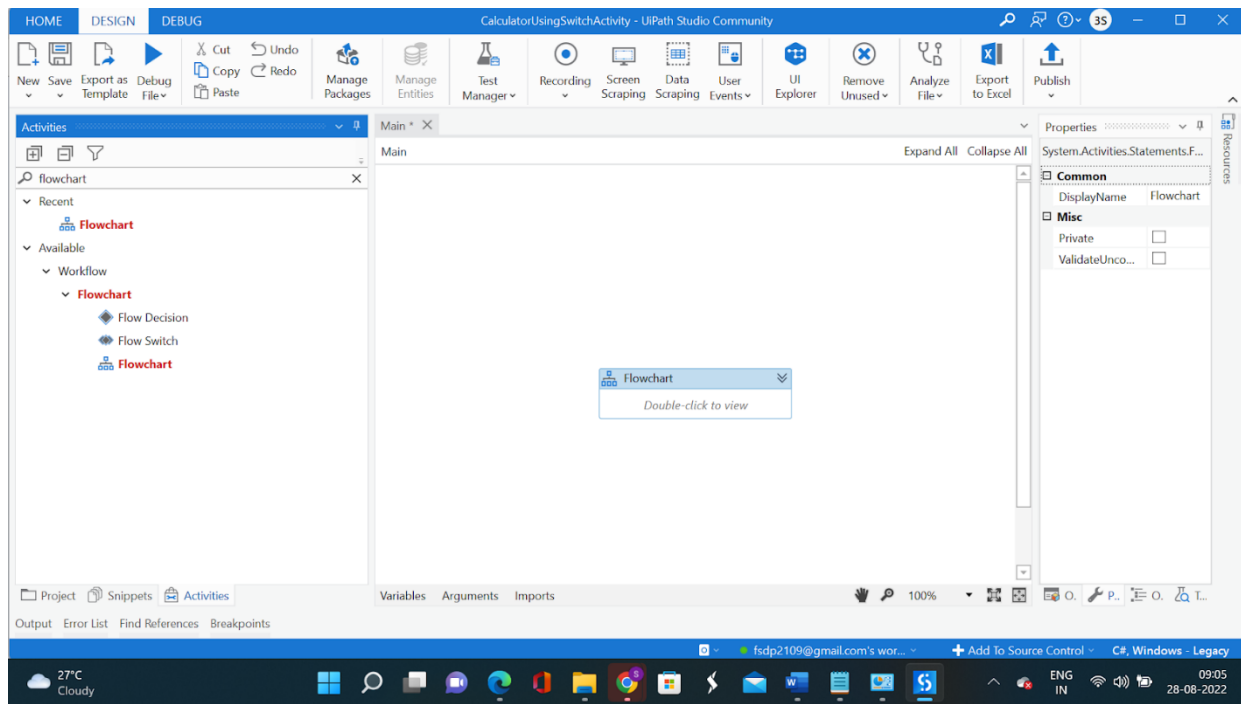 HOME DESIGN DEBUG CalculatorUsingSwitchActivity - UiPath Studio Community 3S
New Save Export as Template Debug File Cut Copy Paste Undo Redo Manage Packages Manage Entities Test Manager Recording Screen Scraping Data Scraping User Events UI Explorer Remove Unused Analyze File Export to Excel Publish
Activities
flowchart
Recent
Flowchart
Available
Workflow
Flowchart
Flow Decision
Flow Switch
Flowchart
Main *
Main Expand All Collapse All
Flowchart
Double-click to view
Properties
System.Activities.Statements.F...
Common
DisplayName Flowchart
Misc
Private
ValidateUnco...
Resources
Project Snippets Activities
Variables Arguments Imports 100%
O. P.. O. T...
Output Error List Find References Breakpoints
fsdp2109@gmail.com's wor... Add To Source Control C#, Windows - Legacy
27°C
Cloudy
ENG
IN
09:05
28-08-2022